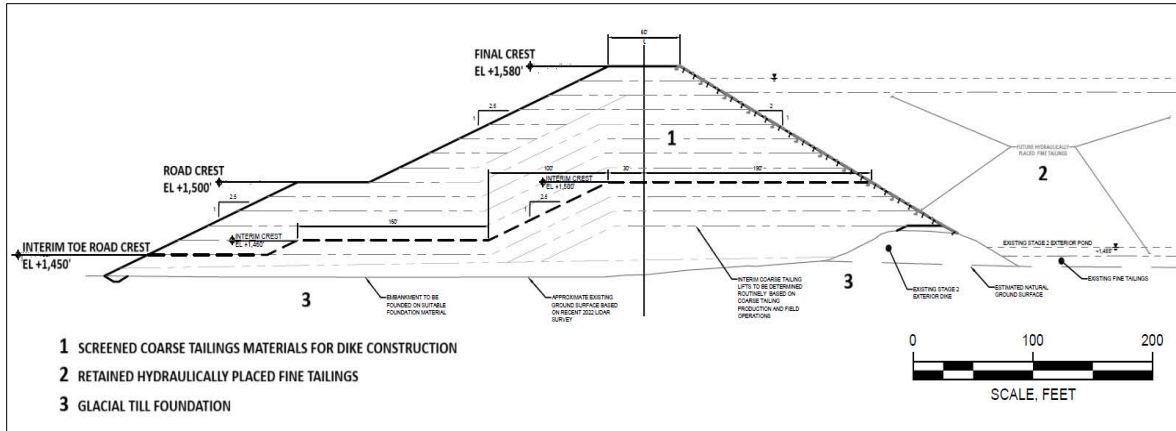 60'
FINAL CREST
EL +1,580'
2.5
1
2
1
1
ROAD CREST
EL +1,500'
100'
30'
190'
INTERIM CREST
EL +1,500'
2.5
1
2.5
1
FUTURE HYDRAULICALLY
PLACED FINE TAILINGS
2
150'
INTERIM CREST
EL +1,460'
INTERIM TOE ROAD CREST
EL +1,450'
EXISTING STAGE 2 EXTERIOR POND
3
EMBANKMENT TO BE
FOUNDED ON SUITABLE
FOUNDATION MATERIAL
APPROXIMATE EXISTING
GROUND SURFACE BASED
ON RECENT 2022 LIDAR
SURVEY
INTERIM COARSE TAILING
LIFTS TO BE DETERMINED
ROUTINELY BASED ON
COARSE TAILING
PRODUCTION AND FIELD
OPERATIONS
3
EXISTING STAGE 2
EXTERIOR DIKE
ESTIMATED NATURAL
GROUND SURFACE
EXISTING FINE TAILINGS
1 SCREENED COARSE TAILINGS MATERIALS FOR DIKE CONSTRUCTION
2 RETAINED HYDRAULICALLY PLACED FINE TAILINGS
3 GLACIAL TILL FOUNDATION
0 100 200
SCALE, FEET